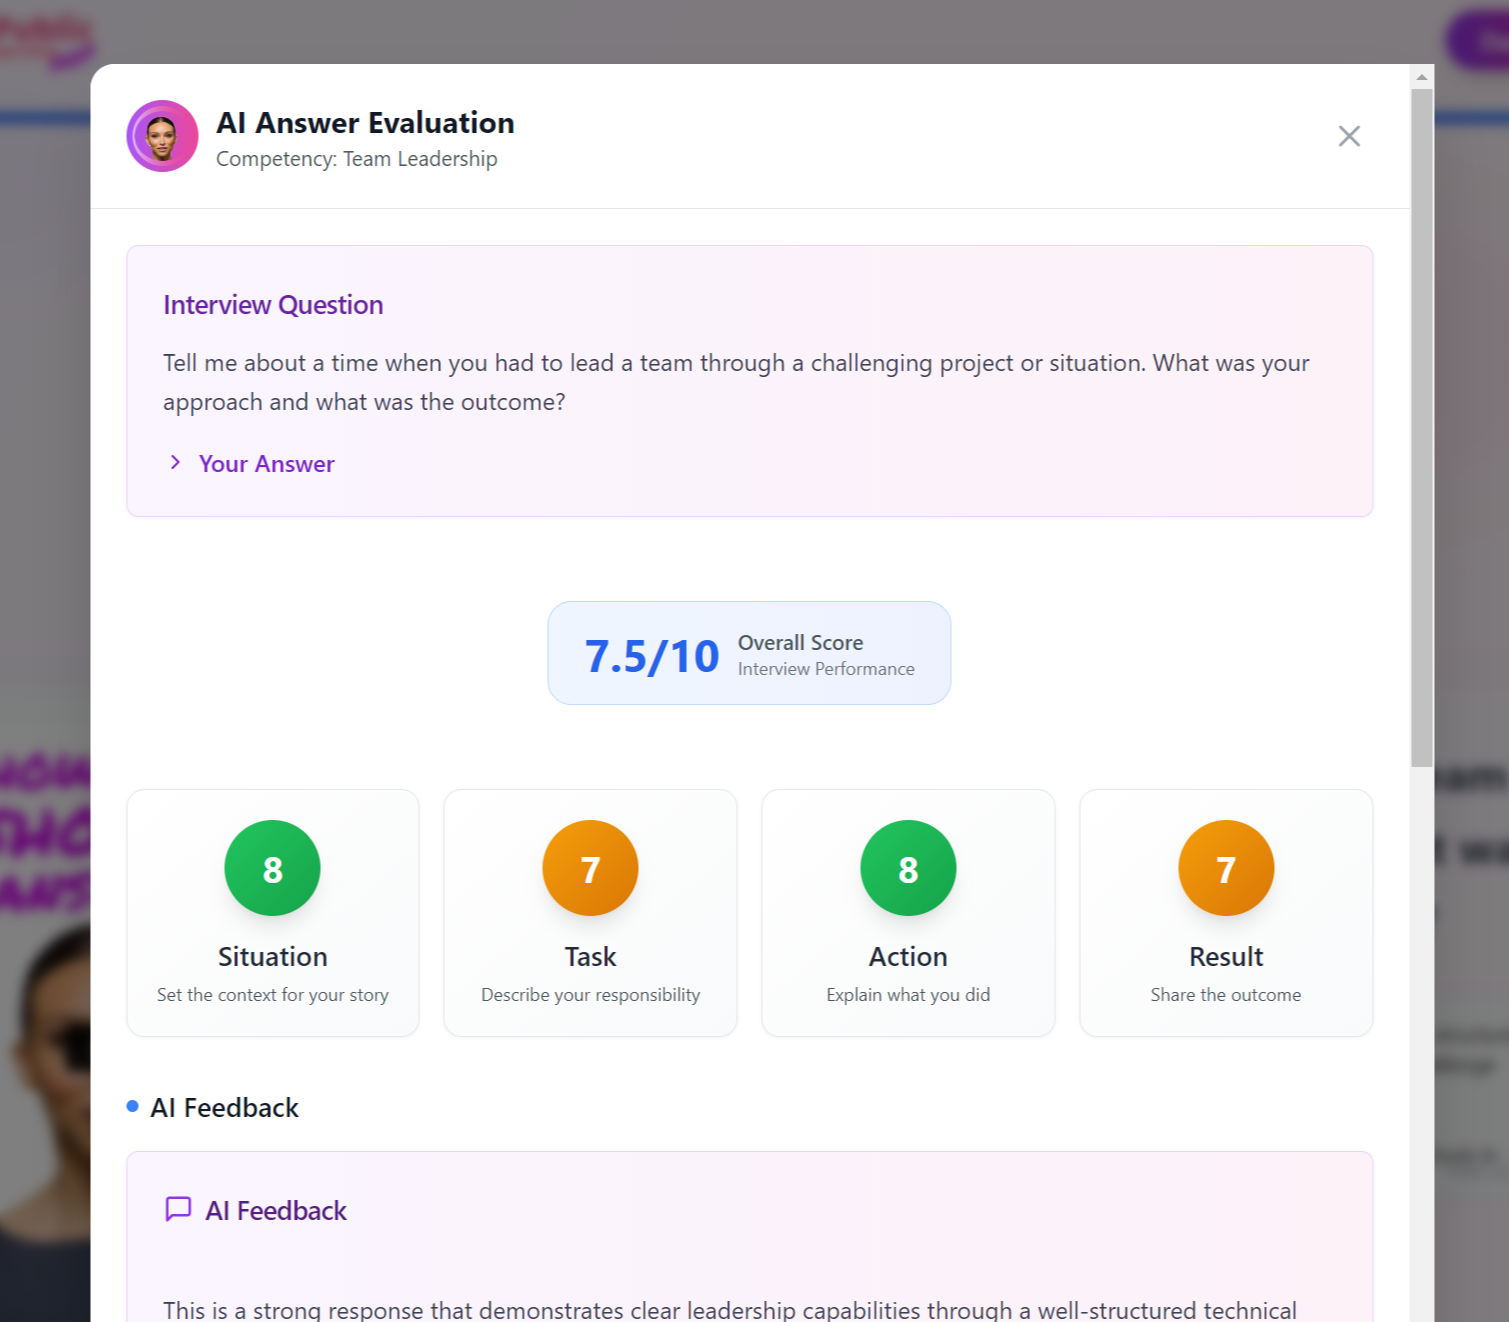 Public
AI Answer Evaluation
Competency: Team Leadership
Interview Question
Tell me about a time when you had to lead a team through a challenging project or situation. What was your
approach and what was the outcome?
Your Answer
7.5/10
Overall Score
Interview Performance
8
Situation
Set the context for your story
7
Task
Describe your responsibility
8
Action
Explain what you did
7
Result
Share the outcome
AI Feedback
AI Feedback
This is a strong response that demonstrates clear leadership capabilities through a well-structured technical